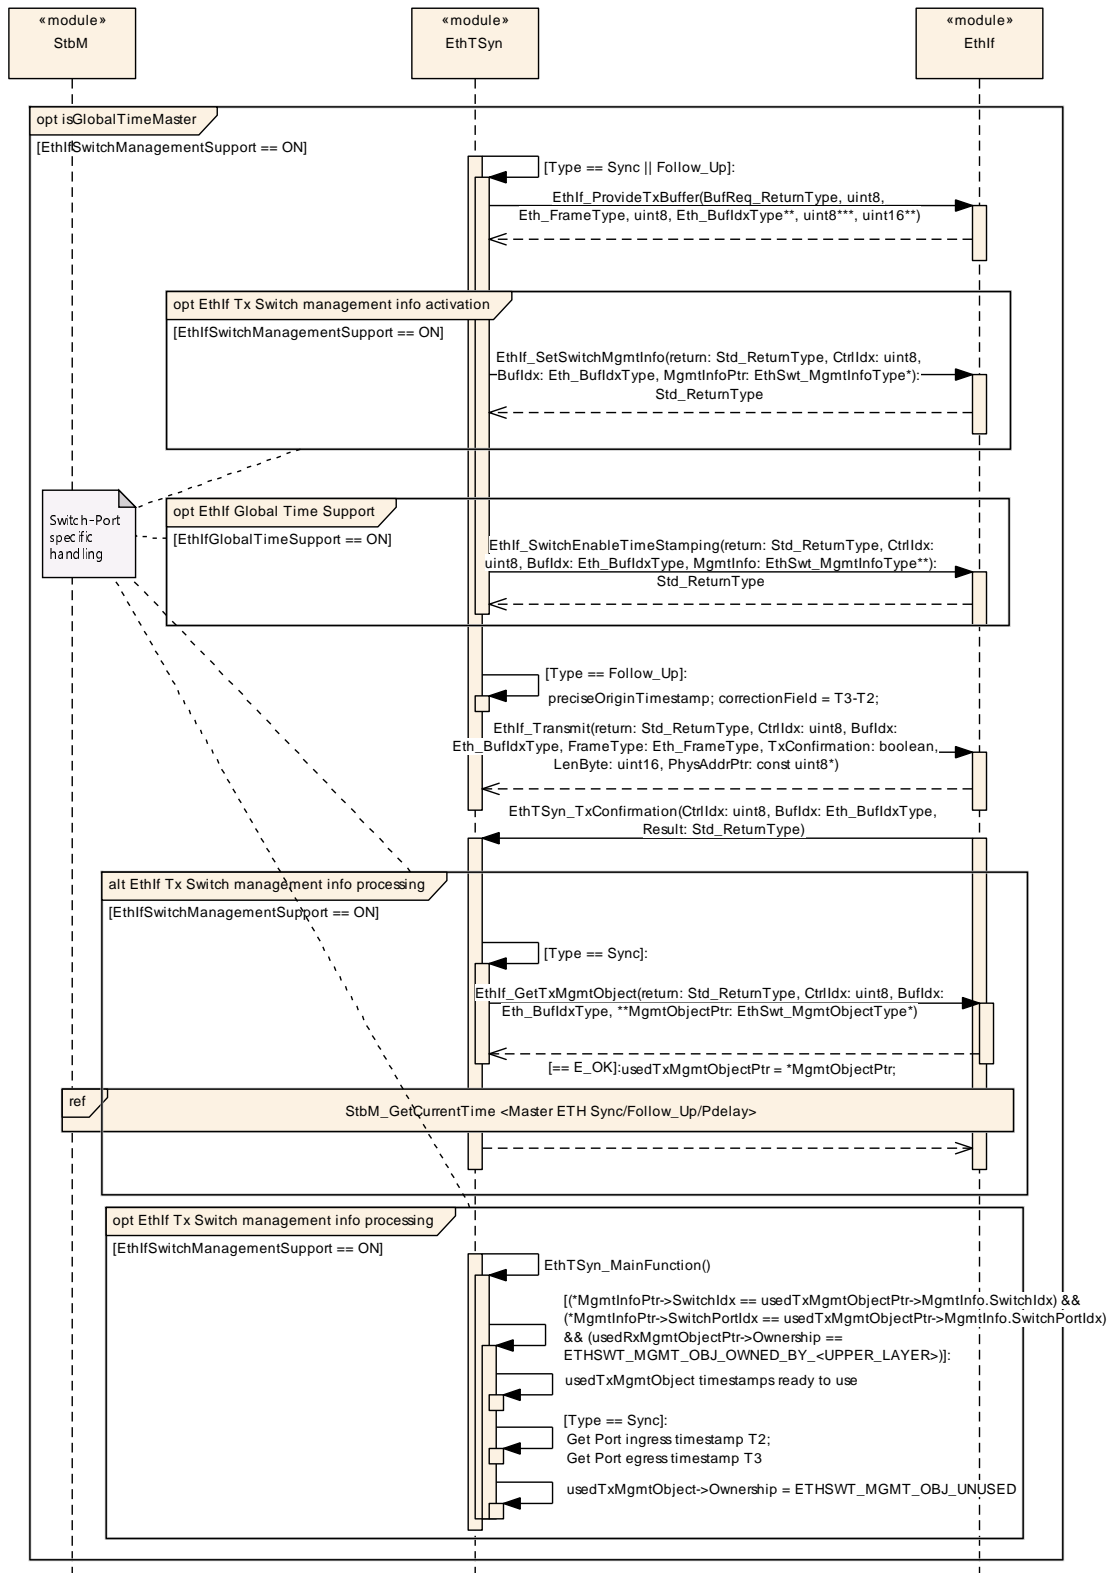 «module»
StbM
«module»
EthTSyn
«module»
EthIf
opt isGlobalTimeMaster
[EthIfSwitchManagementSupport == ON]
[Type == Sync || Follow_Up]:
EthIf_ProvideTxBuffer(BufReq_ReturnType, uint8,
Eth_FrameType, uint8, Eth_BufIdxType**, uint8***, uint16**)
opt EthIf Tx Switch management info activation
[EthIfSwitchManagementSupport == ON]
EthIf_SetSwitchMgmtInfo(return: Std_ReturnType, CtrlIdx: uint8,
BufIdx: Eth_BufIdxType, MgmtInfoPtr: EthSwt_MgmtInfoType*):
Std_ReturnType
Switch-Port
specific
handling
opt EthIf Global Time Support
[EthIfGlobalTimeSupport == ON]
EthIf_SwitchEnableTimeStamping(return: Std_ReturnType, CtrlIdx:
uint8, BufIdx: Eth_BufIdxType, MgmtInfo: EthSwt_MgmtInfoType**):
Std_ReturnType
[Type == Follow_Up]:
preciseOriginTimestamp; correctionField = T3-T2;
EthIf_Transmit(return: Std_ReturnType, CtrlIdx: uint8, BufIdx:
Eth_BufIdxType, FrameType: Eth_FrameType, TxConfirmation: boolean,
LenByte: uint16, PhysAddrPtr: const uint8*)
EthTSyn_TxConfirmation(CtrlIdx: uint8, BufIdx: Eth_BufIdxType,
Result: Std_ReturnType)
alt EthIf Tx Switch management info processing
[EthIfSwitchManagementSupport == ON]
[Type == Sync]:
EthIf_GetTxMgmtObject(return: Std_ReturnType, CtrlIdx: uint8, BufIdx:
Eth_BufIdxType, **MgmtObjectPtr: EthSwt_MgmtObjectType*)
[== E_OK]:usedTxMgmtObjectPtr = *MgmtObjectPtr;
ref
StbM_GetCurrentTime <Master ETH Sync/Follow_Up/Pdelay>
opt EthIf Tx Switch management info processing
[EthIfSwitchManagementSupport == ON]
EthTSyn_MainFunction()
[(*MgmtInfoPtr->SwitchIdx == usedTxMgmtObjectPtr->MgmtInfo.SwitchIdx) &&
(*MgmtInfoPtr->SwitchPortIdx == usedTxMgmtObjectPtr->MgmtInfo.SwitchPortIdx)
&& (usedRxMgmtObjectPtr->Ownership ==
ETHSWT_MGMT_OBJ_OWNED_BY_<UPPER_LAYER>)]:
usedTxMgmtObject timestamps ready to use
[Type == Sync]:
Get Port ingress timestamp T2;
Get Port egress timestamp T3
usedTxMgmtObject->Ownership = ETHSWT_MGMT_OBJ_UNUSED